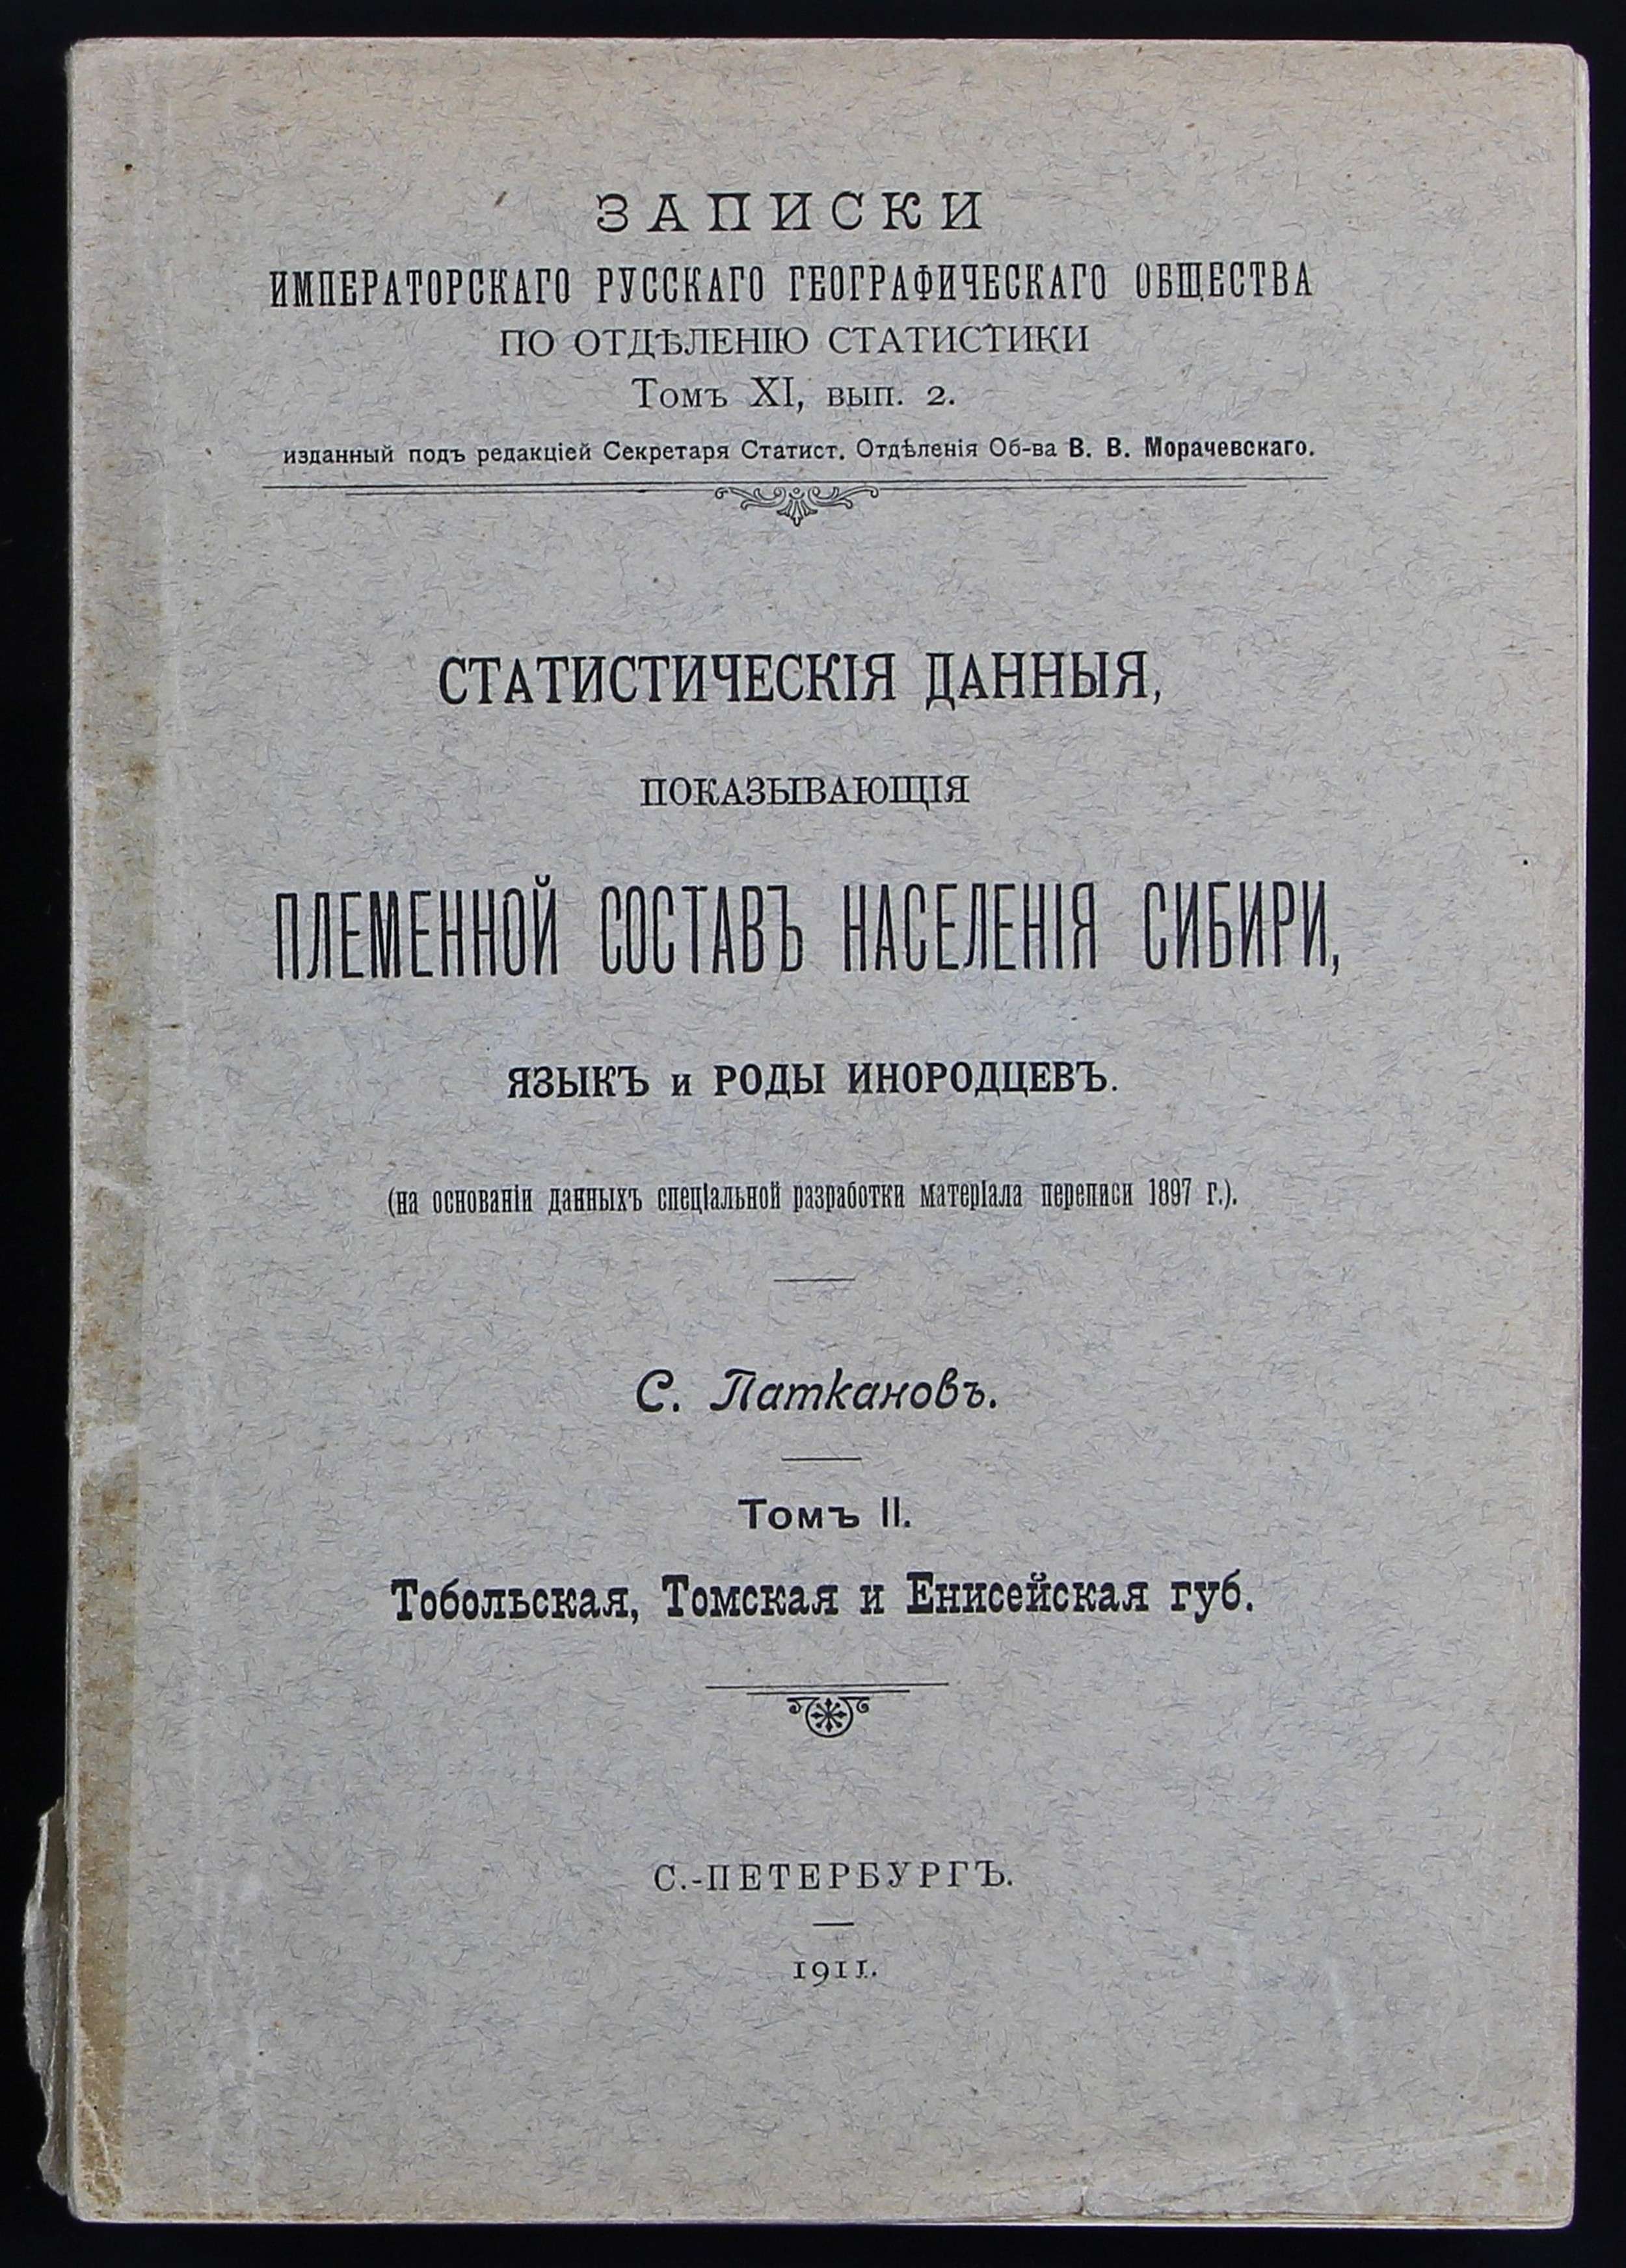 ЗАПИСКИ
ИМПЕРАТОРСКАГО РУССКАГО ГЕОГРАФИЧЕСКАГО ОБЩЕСТВА
ПО ОТДѢЛЕНІЮ СТАТИСТИКИ
Томъ XI, вып. 2.
изданный подъ редакціей Секретаря Статист. Отдѣленія Об-ва В. В. Морачевскаго.
СТАТИСТИЧЕСКІЯ ДАННЫЯ,
ПОКАЗЫВАЮЩІЯ
ПЛЕМЕННОЙ СОСТАВЪ НАСЕЛЕНІЯ СИБИРИ,
ЯЗЫКЪ и РОДЫ ИНОРОДЦЕВЪ.
(на основаніи данныхъ спеціальной разработки матеріала переписи 1897 г.).
С. Паткановъ.
Томъ II.
Тобольская, Томская и Енисейская губ.
С.-ПЕТЕРБУРГЪ.
1911.